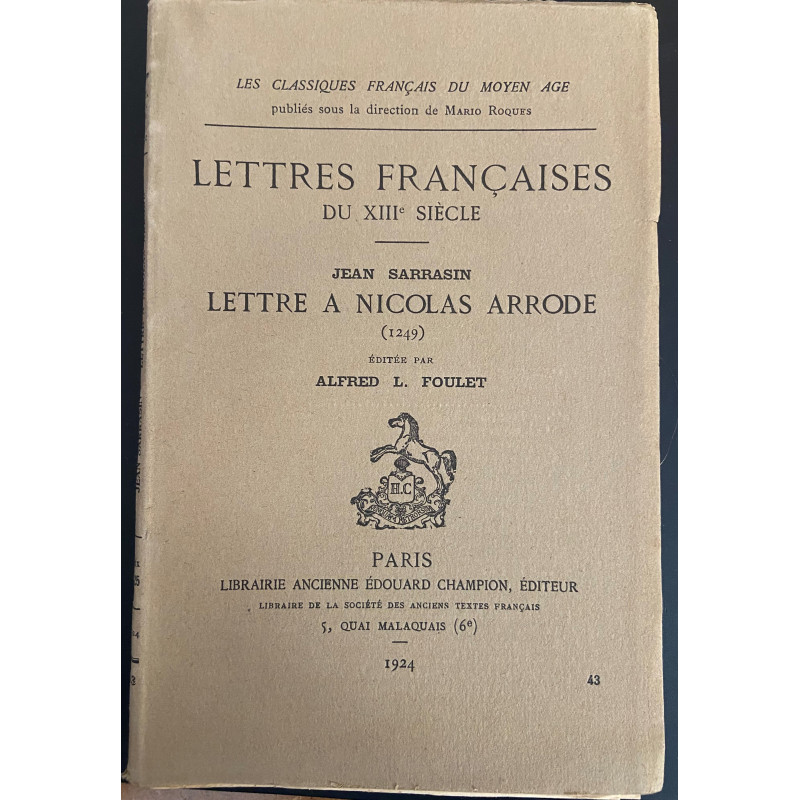 LES CLASSIQUES FRANÇAIS DU MOYEN AGE
publiés sous la direction de MARIO ROQUES
LETTRES FRANÇAISES
DU XIIIe SIÈCLE
JEAN SARRASIN
LETTRE A NICOLAS ARRODE
(1249)
ÉDITÉE PAR
ALFRED L. FOULET
H.C
PARIS
LIBRAIRIE ANCIENNE ÉDOUARD CHAMPION, ÉDITEUR
LIBRAIRE DE LA SOCIÉTÉ DES ANCIENS TEXTES FRANÇAIS
5, QUAI MALAQUAIS (6e)
1924
43